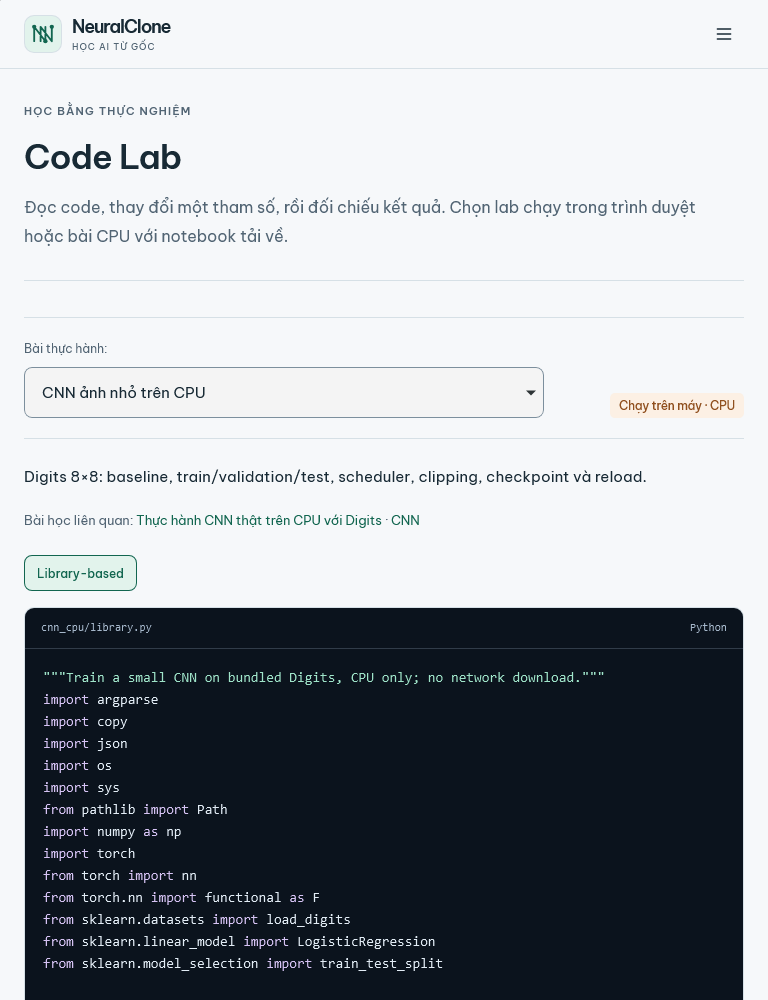 NeuralClone
HỌC AI TỪ GỐC
HỌC BẰNG THỰC NGHIỆM
Code Lab
Đọc code, thay đổi một tham số, rồi đối chiếu kết quả. Chọn lab chạy trong trình duyệt
hoặc bài CPU với notebook tải về.
Bài thực hành:
CNN ảnh nhỏ trên CPU
Chạy trên máy · CPU
Digits 8×8: baseline, train/validation/test, scheduler, clipping, checkpoint và reload.
Bài học liên quan: Thực hành CNN thật trên CPU với Digits · CNN
Library-based
cnn_cpu/library.py
Python
"""Train a small CNN on bundled Digits, CPU only; no network download."""
import argparse
import copy
import json
import os
import sys
from pathlib import Path
import numpy as np
import torch
from torch import nn
from torch.nn import functional as F
from sklearn.datasets import load_digits
from sklearn.linear_model import LogisticRegression
from sklearn.model_selection import train_test_split